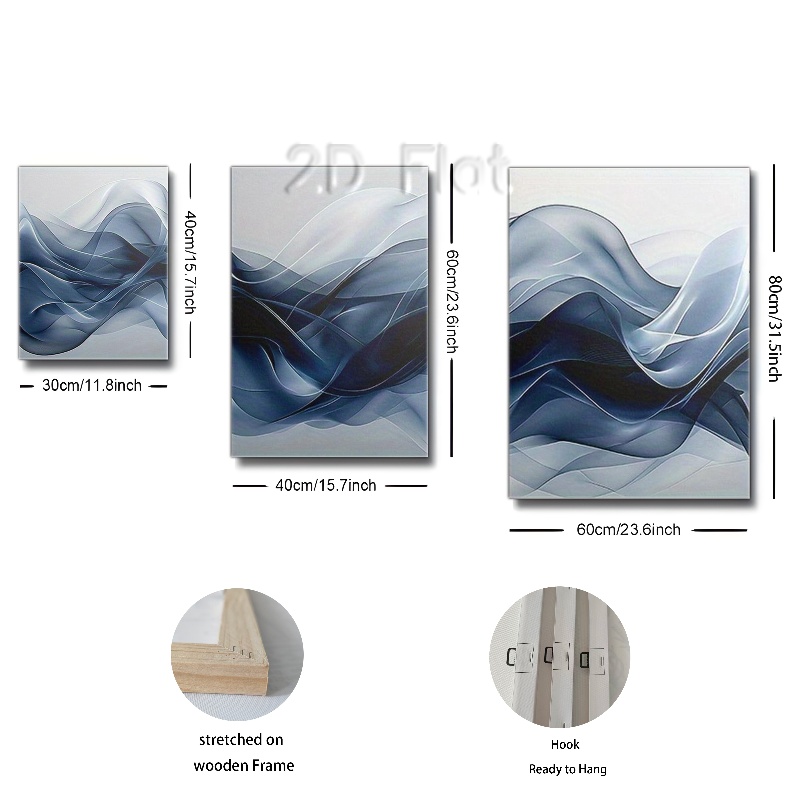 2D Flat
40cm/15.7inch
60cm/23.6inch
80cm/31.5inch
30cm/11.8inch
40cm/15.7inch
60cm/23.6inch
stretched on
wooden Frame
Hook
Ready to Hang